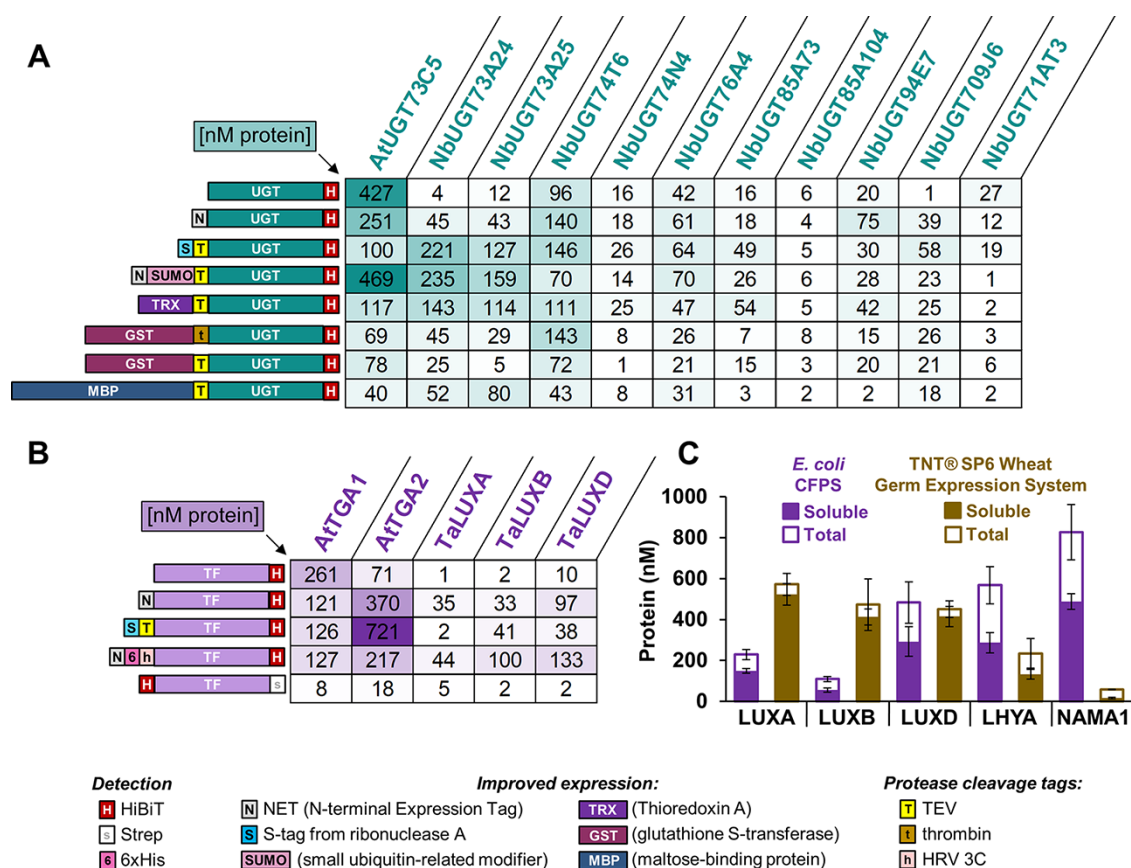 A
[nM protein]
AtUGT73C5 NbUGT73A24 NbUGT73A25 NbUGT74T6 NbUGT74N4 NbUGT76A4 NbUGT85A73 NbUGT85A104 NbUGT94E7 NbUGT709J6 NbUGT71AT3
UGT H 427 4 12 96 16 42 16 6 20 1 27
N UGT H 251 45 43 140 18 61 18 4 75 39 12
S T UGT H 100 221 127 146 26 64 49 5 30 58 19
N SUMO T UGT H 469 235 159 70 14 70 26 6 28 23 1
TRX T UGT H 117 143 114 111 25 47 54 5 42 25 2
GST t UGT H 69 45 29 143 8 26 7 8 15 26 3
GST T UGT H 78 25 5 72 1 21 15 3 20 21 6
MBP T UGT H 40 52 80 43 8 31 3 2 2 18 2
B
[nM protein]
AtTGA1 AtTGA2 TaLUXA TaLUXB TaLUXD
TF H 261 71 1 2 10
N TF H 121 370 35 33 97
S T TF H 126 721 2 41 38
N 6 h TF H 127 217 44 100 133
H TF s 8 18 5 2 2
C
E. coli
CFPS
Soluble
Total
TNT® SP6 Wheat
Germ Expression System
Soluble
Total
Protein (nM)
1000
800
600
400
200
0
LUXA LUXB LUXD LHYA NAMA1
Detection
H HiBiT
s Strep
6 6xHis
Improved expression:
N NET (N-terminal Expression Tag)
S S-tag from ribonuclease A
SUMO (small ubiquitin-related modifier)
TRX (Thioredoxin A)
GST (glutathione S-transferase)
MBP (maltose-binding protein)
Protease cleavage tags:
T TEV
t thrombin
h HRV 3C